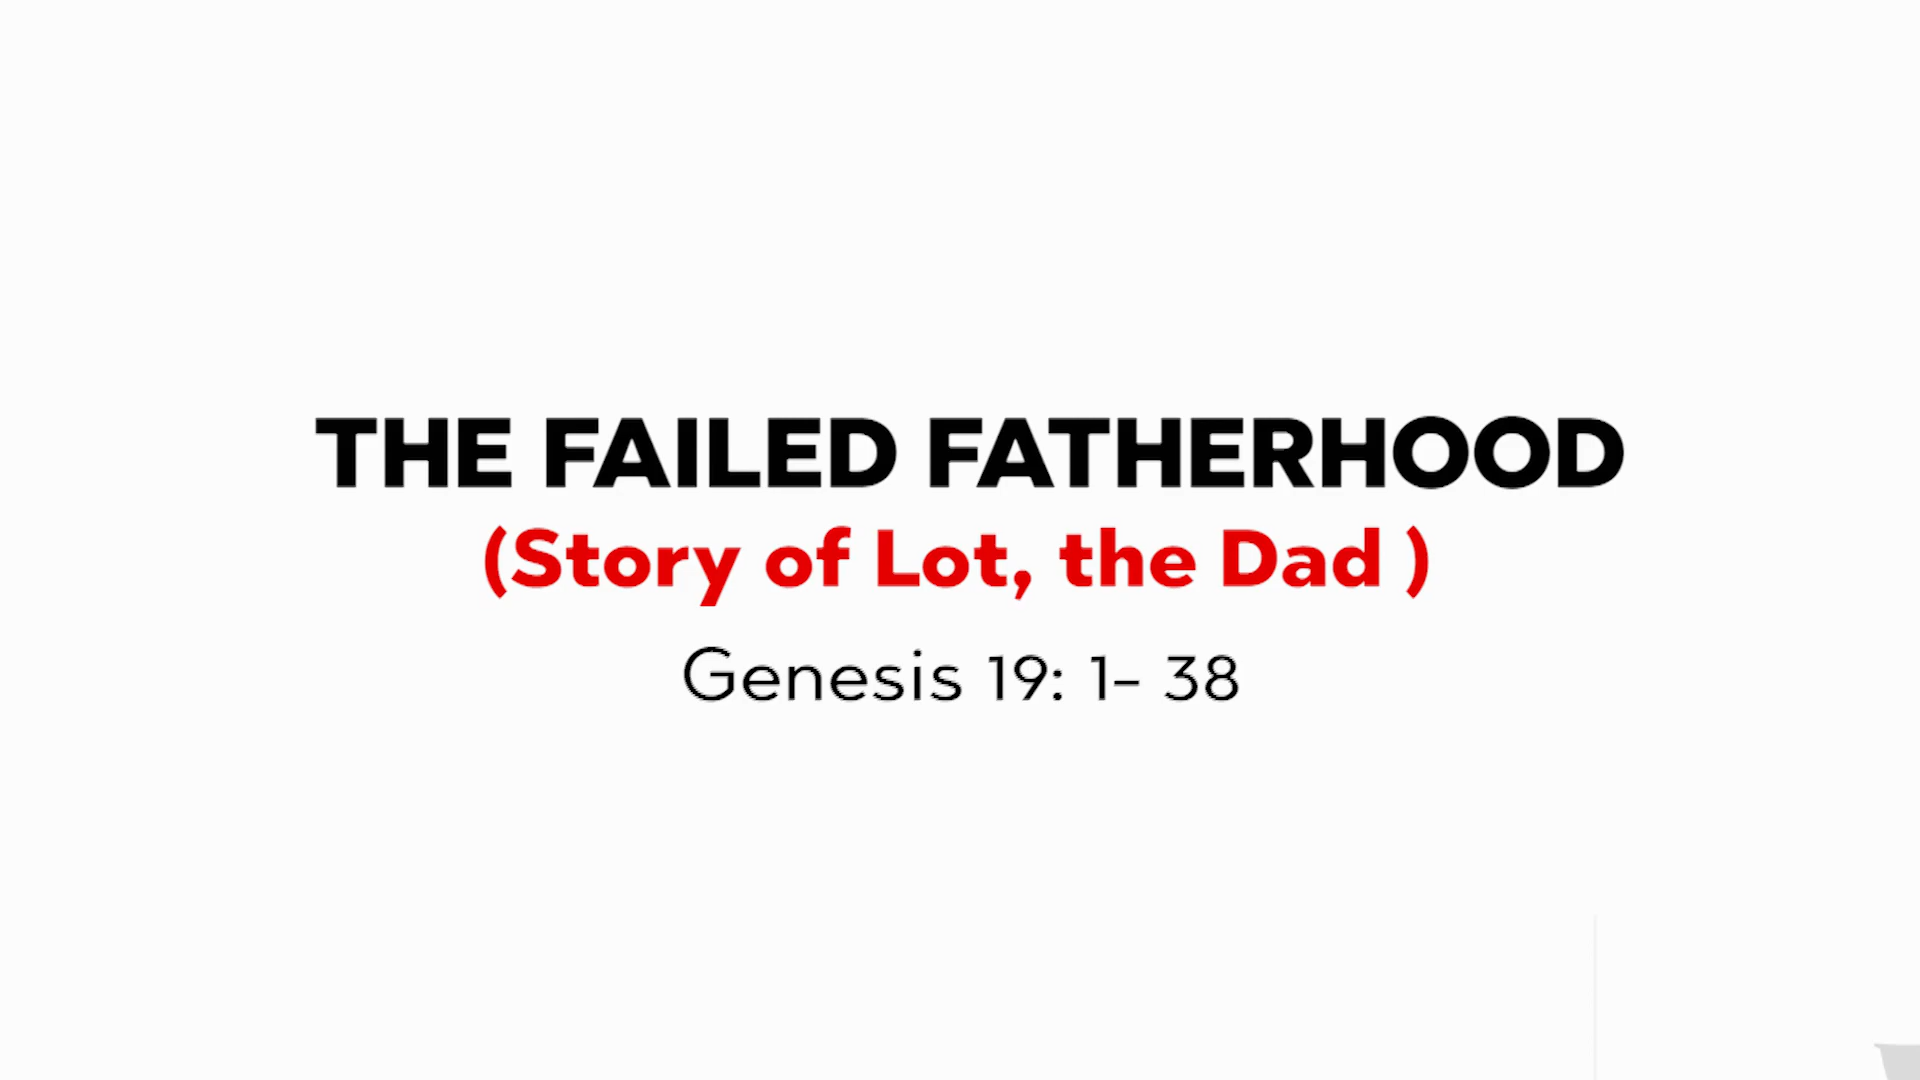 THE FAILED FATHERHOOD
(Story of Lot, the Dad )
Genesis 19: 1- 38